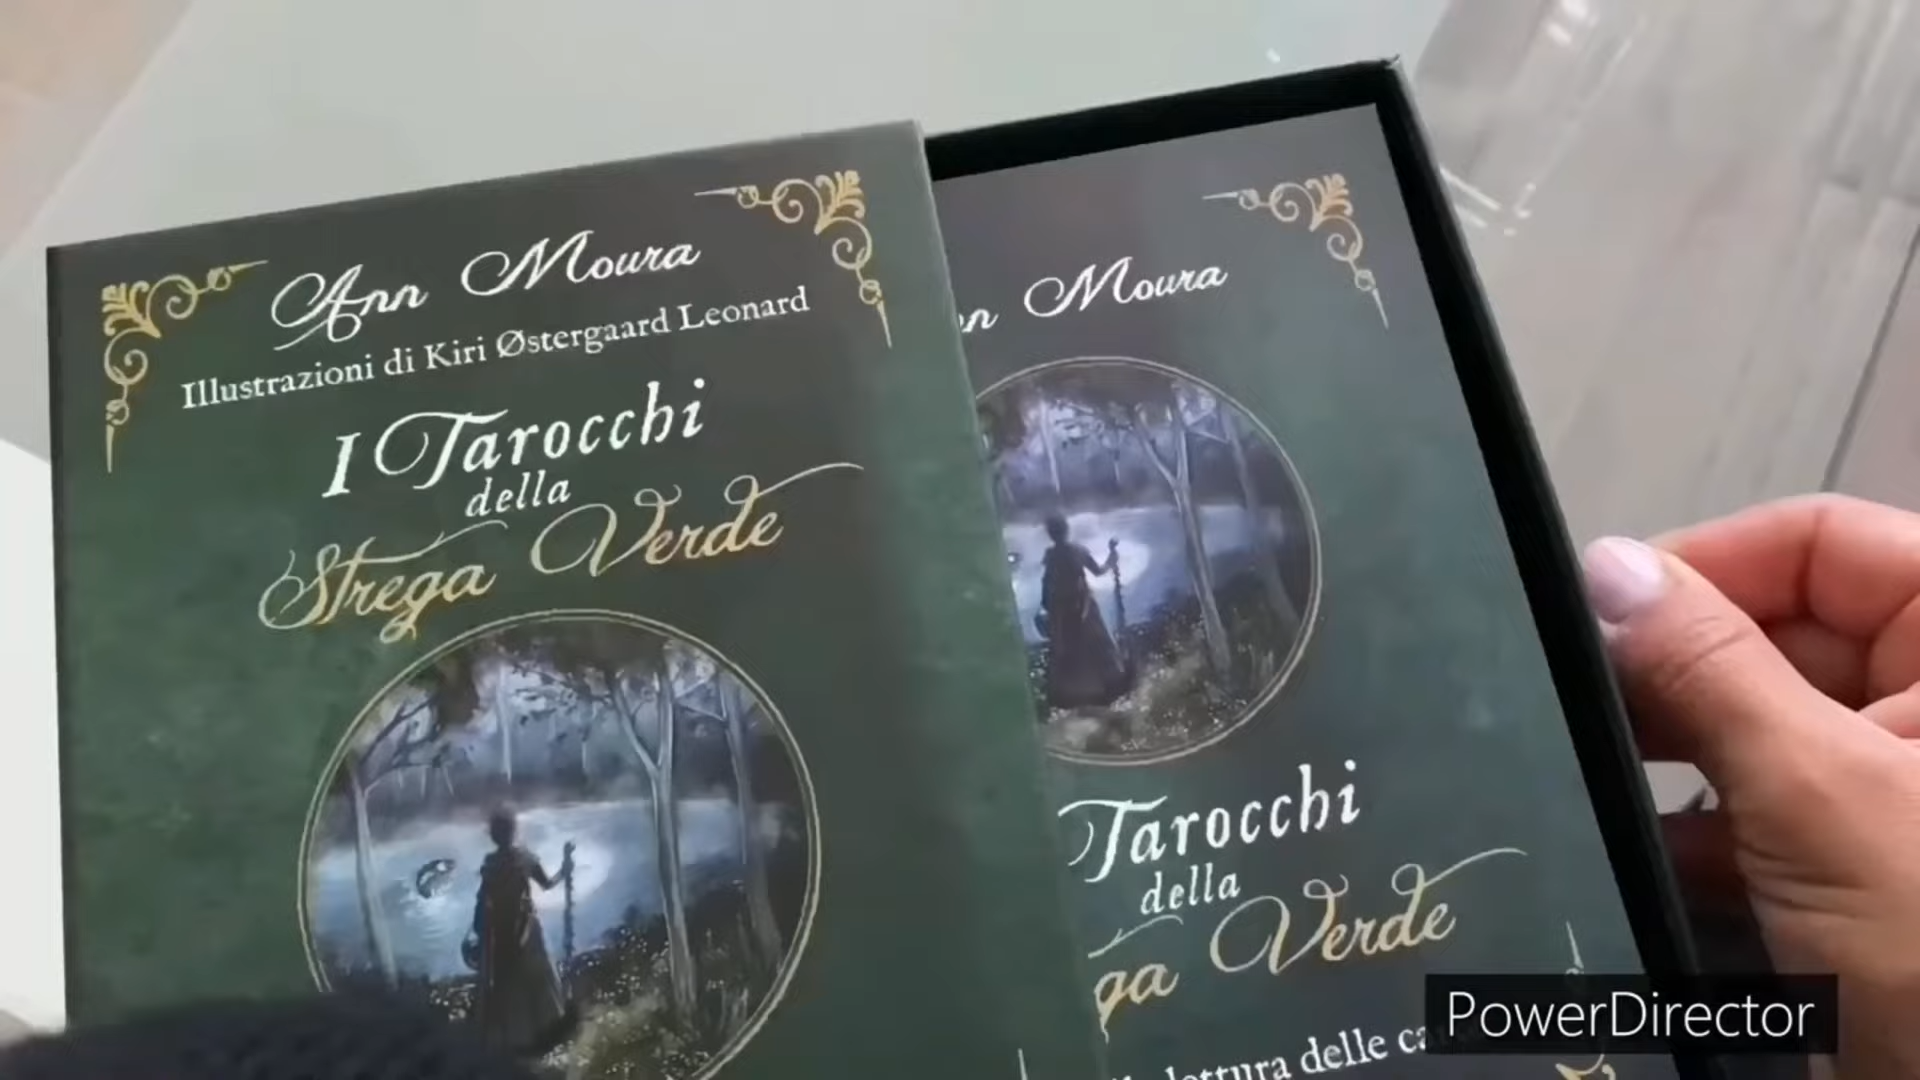 Ann Moura
Illustrazioni di Kiri Østergaard Leonard
I Tarocchi
della
Strega Verde
Moura
Tarocchi
della
Verde
lettura delle
PowerDirector